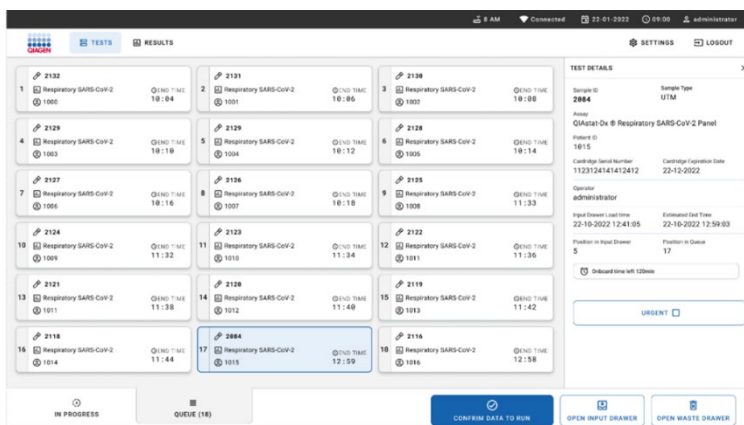 8 AM Connected 22-01-2022 09:00 administrator
QIAGEN TESTS RESULTS SETTINGS LOGOUT
1 2132 Respiratory SARS-CoV-2 1000 END TIME 10:04
2 2131 Respiratory SARS-CoV-2 1001 END TIME 10:06
3 2130 Respiratory SARS-CoV-2 1002 END TIME 10:08
4 2129 Respiratory SARS-CoV-2 1003 END TIME 10:10
5 2129 Respiratory SARS-CoV-2 1004 END TIME 10:12
6 2128 Respiratory SARS-CoV-2 1005 END TIME 10:14
7 2127 Respiratory SARS-CoV-2 1006 END TIME 10:16
8 2126 Respiratory SARS-CoV-2 1007 END TIME 10:18
9 2125 Respiratory SARS-CoV-2 1008 END TIME 11:33
10 2124 Respiratory SARS-CoV-2 1009 END TIME 11:32
11 2123 Respiratory SARS-CoV-2 1010 END TIME 11:34
12 2122 Respiratory SARS-CoV-2 1011 END TIME 11:36
13 2121 Respiratory SARS-CoV-2 1011 END TIME 11:38
14 2120 Respiratory SARS-CoV-2 1012 END TIME 11:40
15 2119 Respiratory SARS-CoV-2 1013 END TIME 11:42
16 2118 Respiratory SARS-CoV-2 1014 END TIME 11:44
17 2084 Respiratory SARS-CoV-2 1015 END TIME 12:59
18 2116 Respiratory SARS-CoV-2 1016 END TIME 12:58
TEST DETAILS
Sample ID Sample Type
2084 UTM
Assay
QIAstat-Dx ® Respiratory SARS-CoV-2 Panel
Patient ID
1015
Cartridge Serial Number Cartridge Expiration Date
1123124141412412 22-12-2022
Operator
administrator
Input Drawer Load time Estimated End Time
22-10-2022 12:41:05 22-10-2022 12:59:03
Position in Input Drawer Position in Queue
5 17
Onboard time left 120min
URGENT
IN PROGRESS QUEUE (18) CONFRIM DATA TO RUN OPEN INPUT DRAWER OPEN WASTE DRAWER